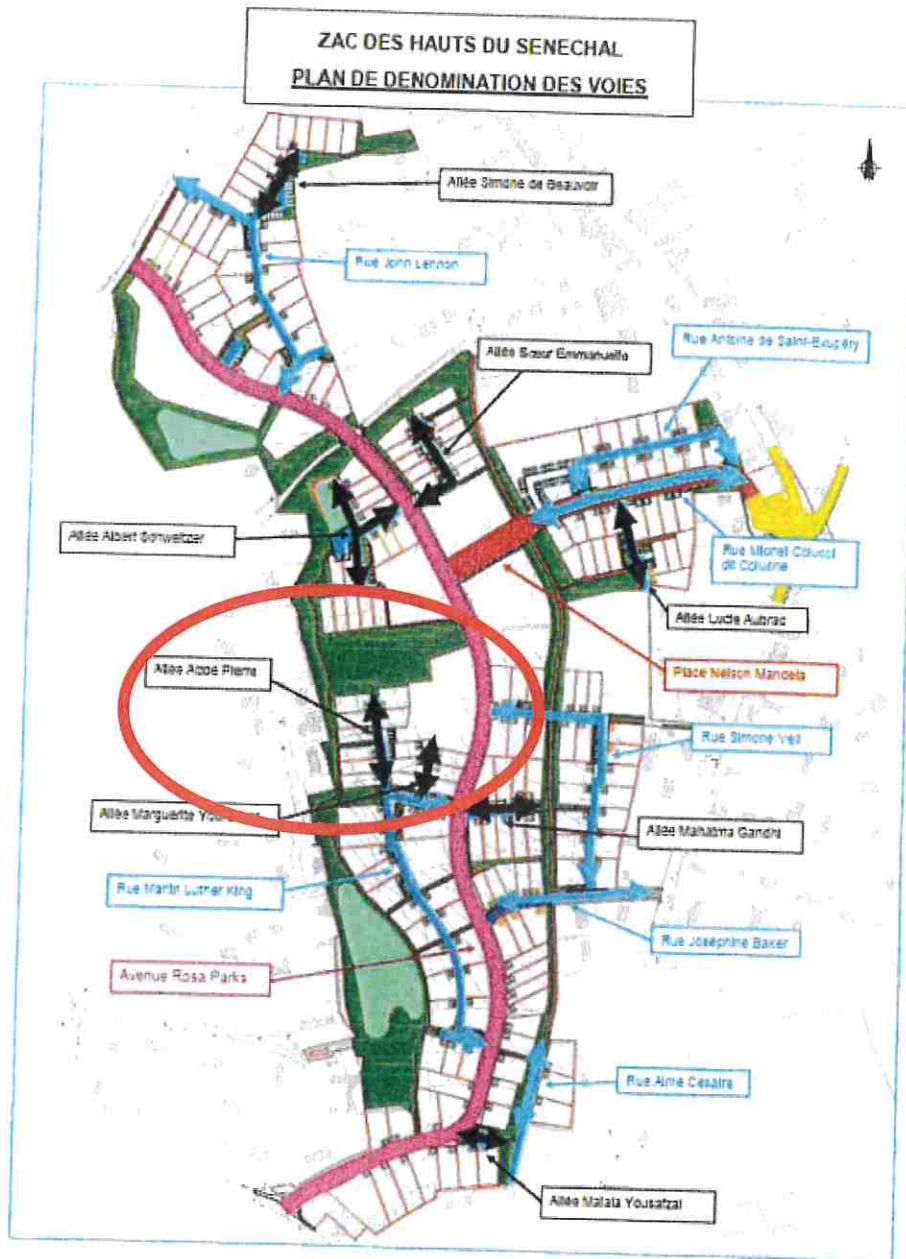 ZAC DES HAUTS DU SENECHAL
PLAN DE DENOMINATION DES VOIES
Allée Simone de Beauvoir
Rue John Lennon
Rue Antoine de Saint-Exupéry
Allée Sœur Emmanuelle
Allée Albert Schweitzer
Rue Michel Colucci
dit Coluche
Allée Lucie Aubrac
Allée Abbé Pierre
Place Nelson Mandela
Rue Simone Veil
Allée Marguerite
Allée Mahatma Gandhi
Rue Martin Luther King
Rue Joséphine Baker
Avenue Rosa Parks
Rue Aimé Césaire
Allée Malala Yousafzai